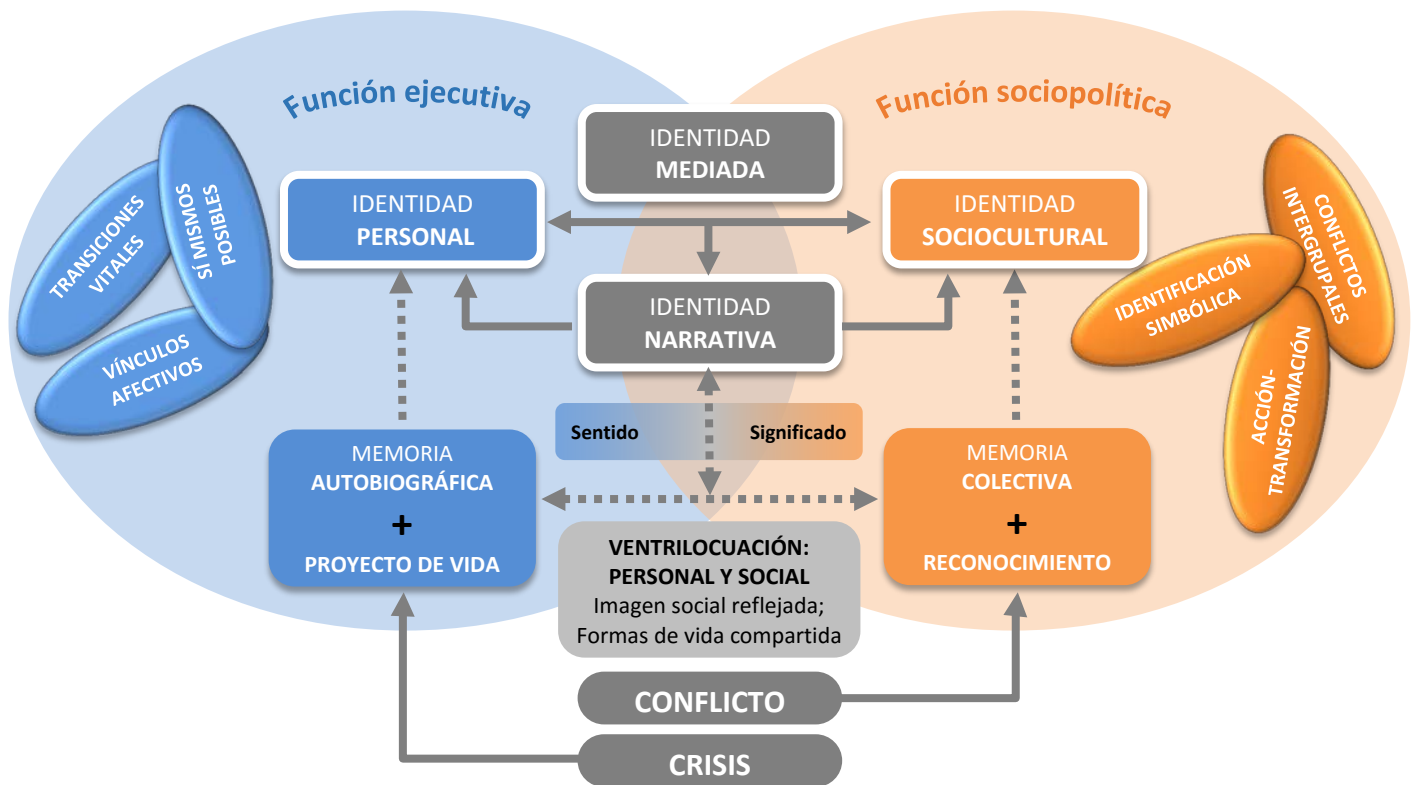 Función ejecutiva
Función sociopolítica
IDENTIDAD
MEDIADA
TRANSICIONES
VITALES
SÍ MISMOS
POSIBLES
VÍNCULOS
AFECTIVOS
IDENTIDAD
PERSONAL
IDENTIDAD
SOCIOCULTURAL
CONFLICTOS
INTERGRUPALES
IDENTIFICACIÓN
SIMBÓLICA
ACCIÓN-
TRANSFORMACIÓN
IDENTIDAD
NARRATIVA
Sentido
Significado
MEMORIA
AUTOBIOGRÁFICA
+
PROYECTO DE VIDA
MEMORIA
COLECTIVA
+
RECONOCIMIENTO
VENTRILOCUACIÓN:
PERSONAL Y SOCIAL
Imagen social reflejada;
Formas de vida compartida
CONFLICTO
CRISIS